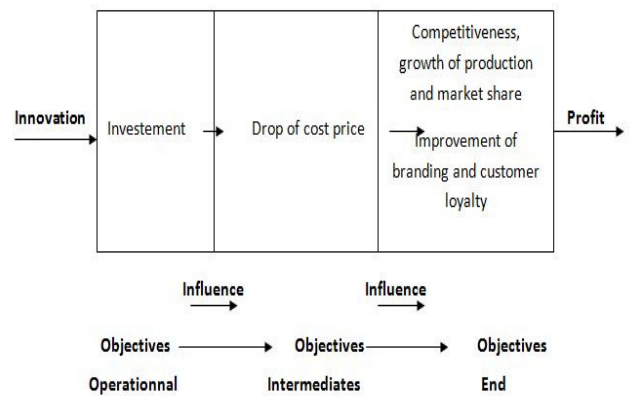 Innovation
Investement
Drop of cost price
Competitiveness,
growth of production
and market share
Improvement of
branding and customer
loyalty
Profit
Influence
Influence
Objectives
Objectives
Objectives
Operationnal
Intermediates
End